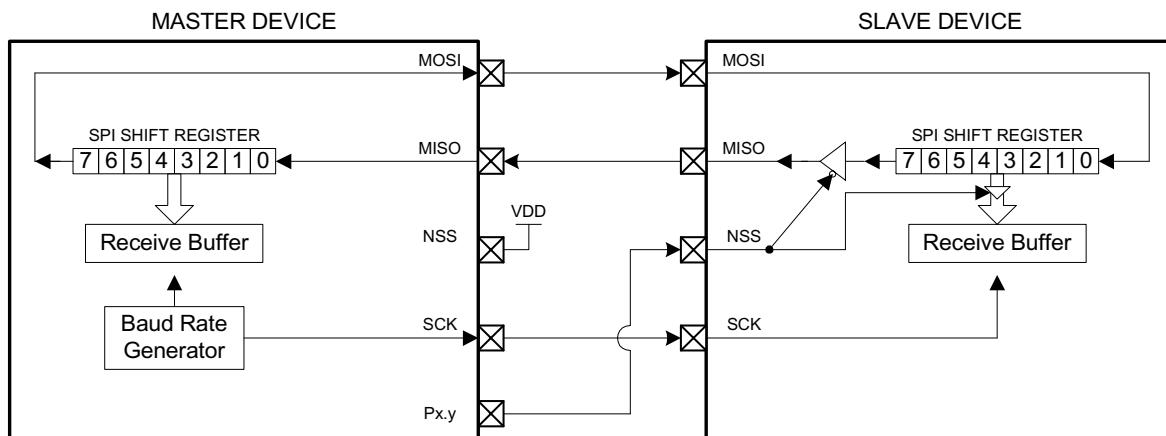 MASTER DEVICE
SLAVE DEVICE
MOSI
MOSI
SPI SHIFT REGISTER
7 6 5 4 3 2 1 0
MISO
MISO
SPI SHIFT REGISTER
7 6 5 4 3 2 1 0
Receive Buffer
NSS
VDD
NSS
Receive Buffer
Baud Rate
Generator
SCK
SCK
Px.y